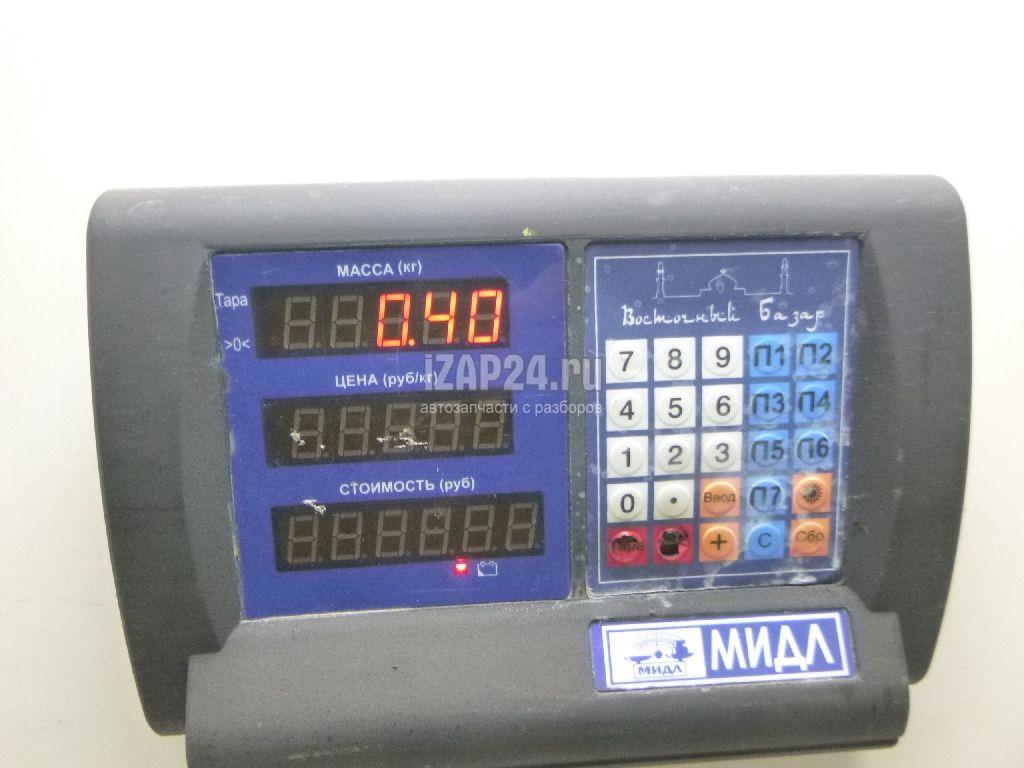 МАССА (кг)
Тара
0.40
>0<
ЦЕНА (руб/кг)
СТОИМОСТЬ (руб)
Восточный Базар
7 8 9 П1 П2
4 5 6 П3 П4
1 2 3 П5 П6
0 . Ввод П7
+ С Сбр
iZAP24.ru
автозапчасти с разборов
МИДЛ
МИДЛ